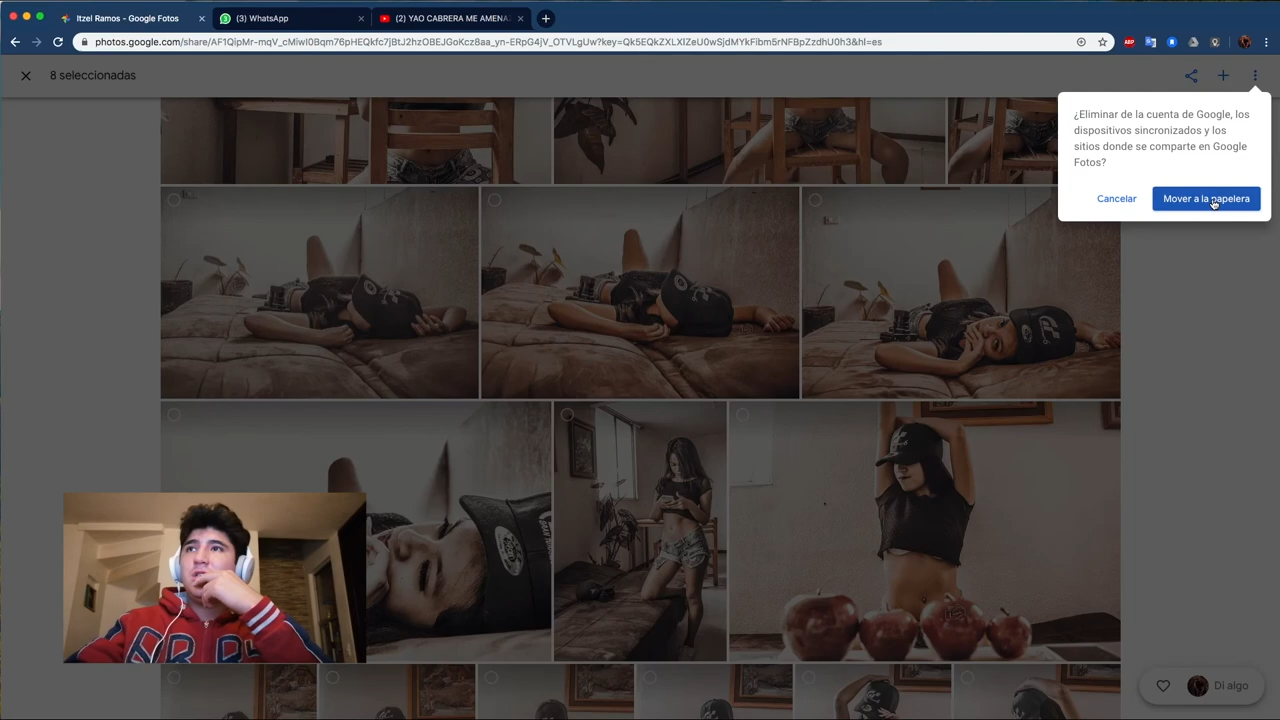 Itzel Ramos - Google Fotos
(3) WhatsApp
(2) YAO CABRERA ME AMENA
photos.google.com/share/AF1QipMr-mqV_cMiwI0Bqm76pHEQkfc7jBtJ2hzOBEJGoKcz8aa_yn-ERpG4jV_OTVLgUw?key=Qk5EQkZXLXIZeU0wSjdMYkFibm5rNFBpZzdhU0h3&hl=es
ABP
8 seleccionadas
¿Eliminar de la cuenta de Google, los
dispositivos sincronizados y los
sitios donde se comparte en Google
Fotos?
Cancelar
Mover a la papelera
Di algo